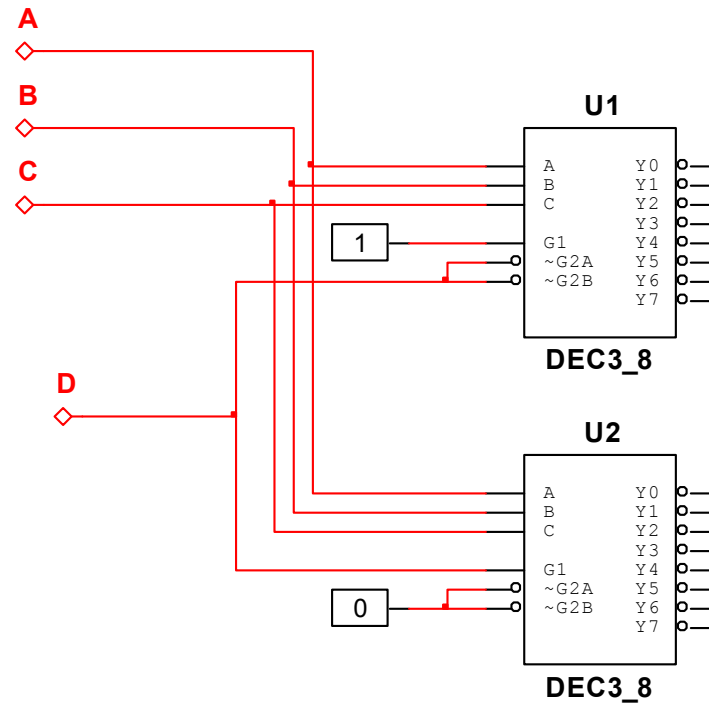 A
B
C
D
U1
A Y0
B Y1
C Y2
Y3
1 G1 Y4
~G2A Y5
~G2B Y6
Y7
DEC3_8
U2
A Y0
B Y1
C Y2
Y3
G1 Y4
~G2A Y5
0 ~G2B Y6
Y7
DEC3_8